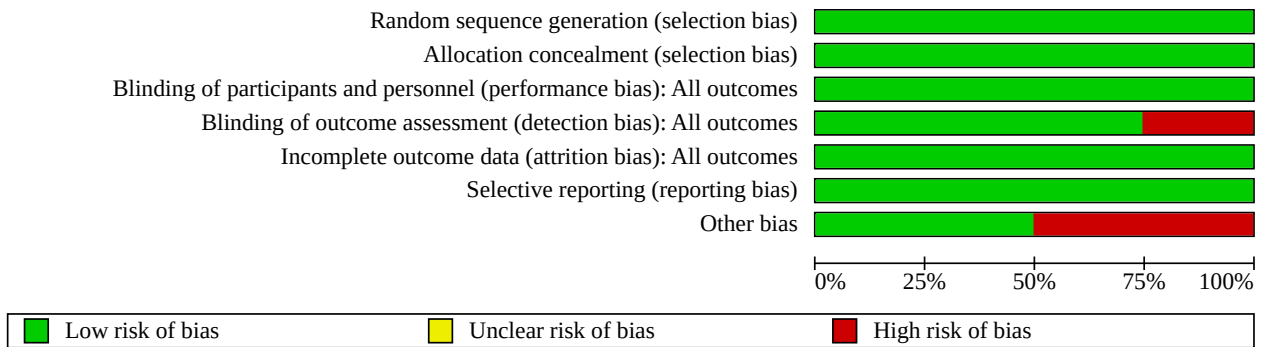 Random sequence generation (selection bias)
Allocation concealment (selection bias)
Blinding of participants and personnel (performance bias): All outcomes
Blinding of outcome assessment (detection bias): All outcomes
Incomplete outcome data (attrition bias): All outcomes
Selective reporting (reporting bias)
Other bias
0% 25% 50% 75% 100%
Low risk of bias Unclear risk of bias High risk of bias